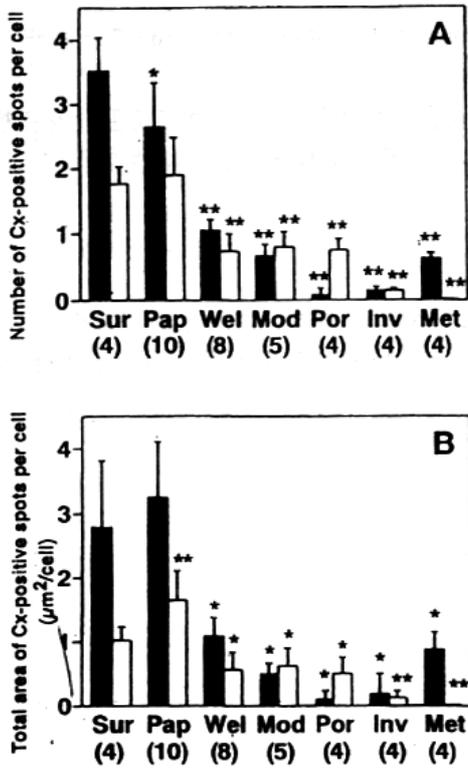 A
Number of Cx-positive spots per cell
4
3
2
1
0
*
** **
** **
** **
** **
** **
Sur Pap Wel Mod Por Inv Met
(4) (10) (8) (5) (4) (4) (4)
B
Total area of Cx-positive spots per cell
(μm²/cell)
4
3
2
1
0
**
* *
* *
* *
* **
* **
Sur Pap Wel Mod Por Inv Met
(4) (10) (8) (5) (4) (4) (4)